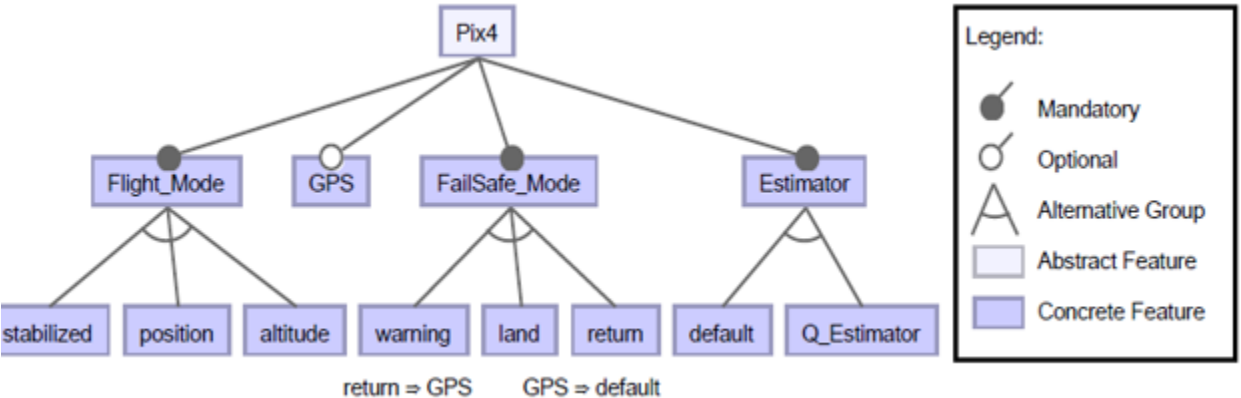 Pix4
Legend:
Mandatory
Optional
Alternative Group
Abstract Feature
Concrete Feature
Flight_Mode GPS FailSafe_Mode Estimator
stabilized position altitude warning land return default Q_Estimator
return ⇒ GPS GPS ⇒ default